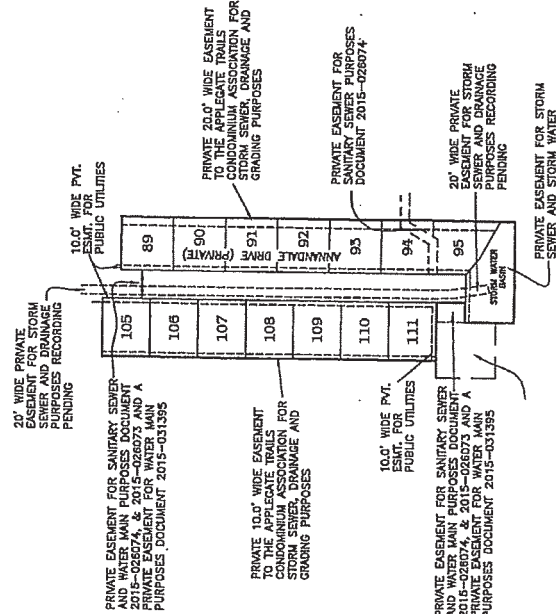 20' WIDE PRIVATE
EASEMENT FOR STORM
SEWER AND DRAINAGE
PURPOSES RECORDING
PENDING
10.0' WIDE PVT.
ESMT. FOR
PUBLIC UTILITIES
PRIVATE 20.0' WIDE EASEMENT
TO THE APPLEGATE TRAILS
CONDOMINIUM ASSOCIATION FOR
STORM SEWER, DRAINAGE AND
GRADING PURPOSES
PRIVATE EASEMENT FOR SANITARY SEWER
AND WATER MAIN PURPOSES DOCUMENT
2015-026074, & 2015-026073 AND A
PRIVATE EASEMENT FOR WATER MAIN
PURPOSES DOCUMENT 2015-031395
105
106
107
108
109
110
111
89
90
91
92
93
94
95
ANNANDALE DRIVE (PRIVATE)
PRIVATE EASEMENT FOR
SANITARY SEWER PURPOSES
DOCUMENT 2015-026074
PRIVATE 10.0' WIDE EASEMENT
TO THE APPLEGATE TRAILS
CONDOMINIUM ASSOCIATION FOR
STORM SEWER, DRAINAGE AND
GRADING PURPOSES
10.0' WIDE PVT.
ESMT. FOR
PUBLIC UTILITIES
STORM WATER
BASIN
20' WIDE PRIVATE
EASEMENT FOR STORM
SEWER AND DRAINAGE
PURPOSES RECORDING
PENDING
PRIVATE EASEMENT FOR SANITARY SEWER
AND WATER MAIN PURPOSES DOCUMENT
2015-026074, & 2015-026073 AND A
PRIVATE EASEMENT FOR WATER MAIN
PURPOSES DOCUMENT 2015-031395
PRIVATE EASEMENT FOR STORM
SEWER AND STORM WATER